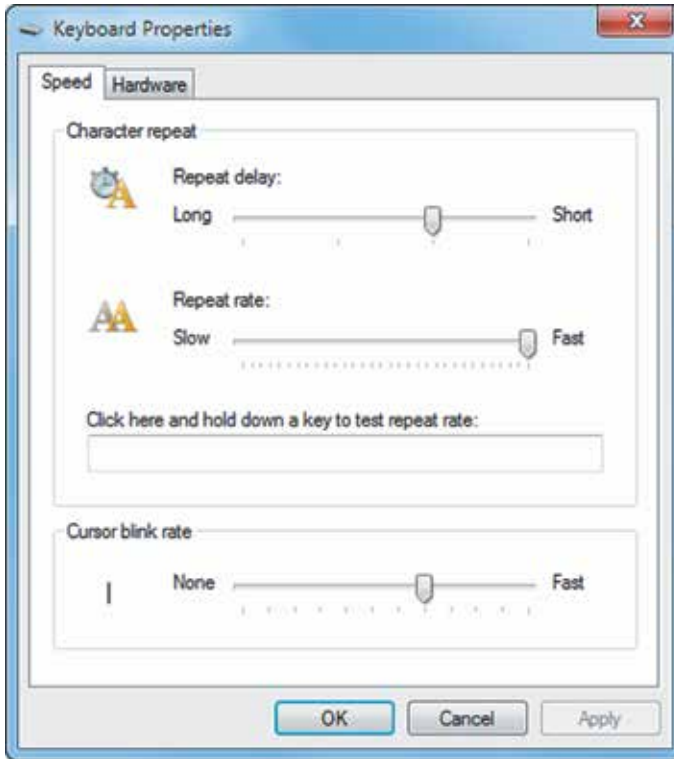 Keyboard Properties
Speed Hardware
Character repeat
Repeat delay:
Long Short
Repeat rate:
Slow Fast
Click here and hold down a key to test repeat rate:
Cursor blink rate
None Fast
OK Cancel Apply